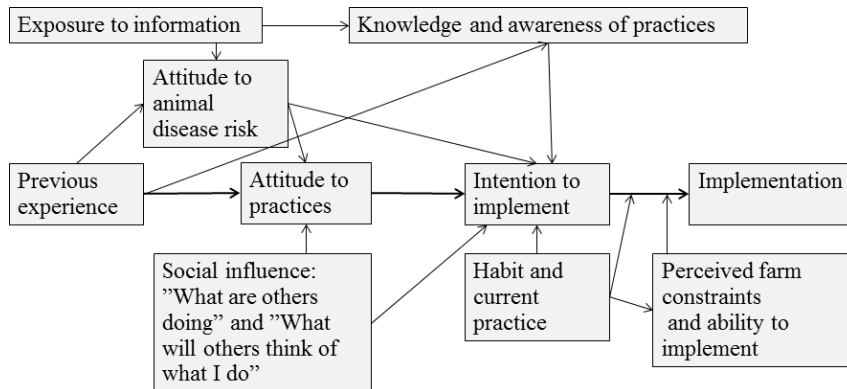 Exposure to information
Knowledge and awareness of practices
Attitude to
animal
disease risk
Previous
experience
Attitude to
practices
Intention to
implement
Implementation
Social influence:
”What are others
doing” and ”What
will others think of
what I do”
Habit and
current
practice
Perceived farm
constraints
and ability to
implement